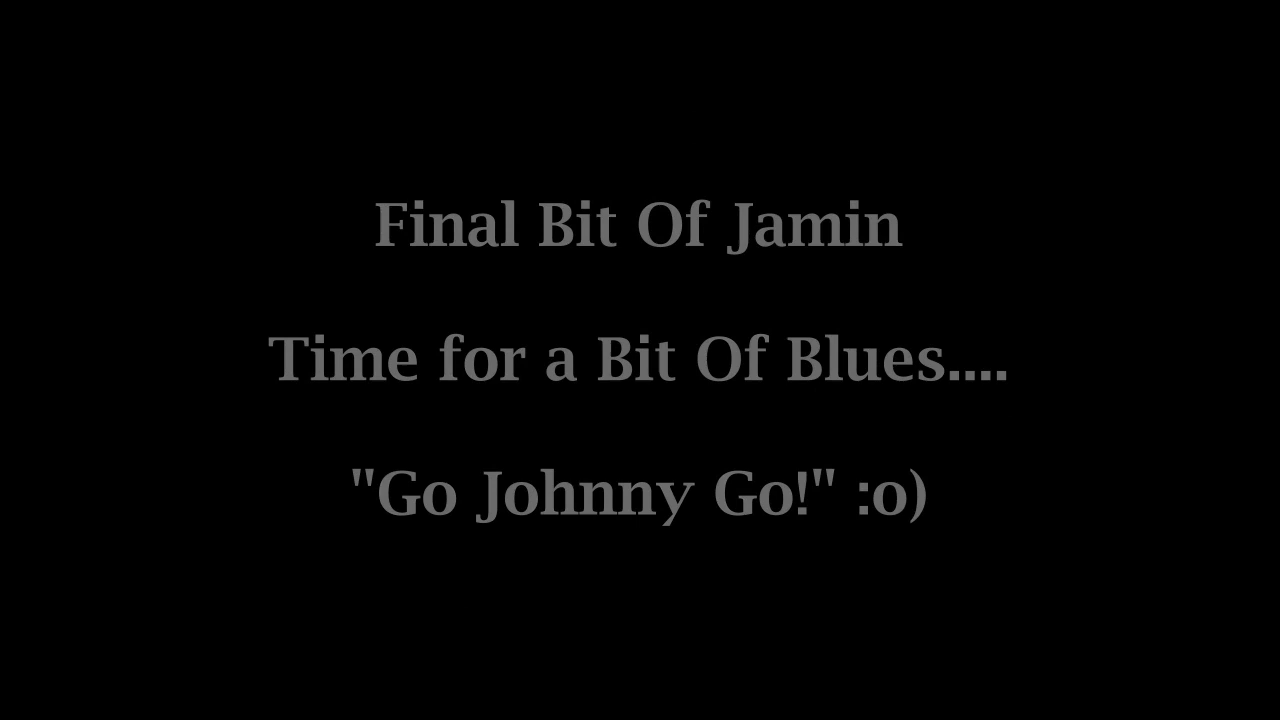 Final Bit Of Jamin
Time for a Bit Of Blues....
"Go Johnny Go!" :o)